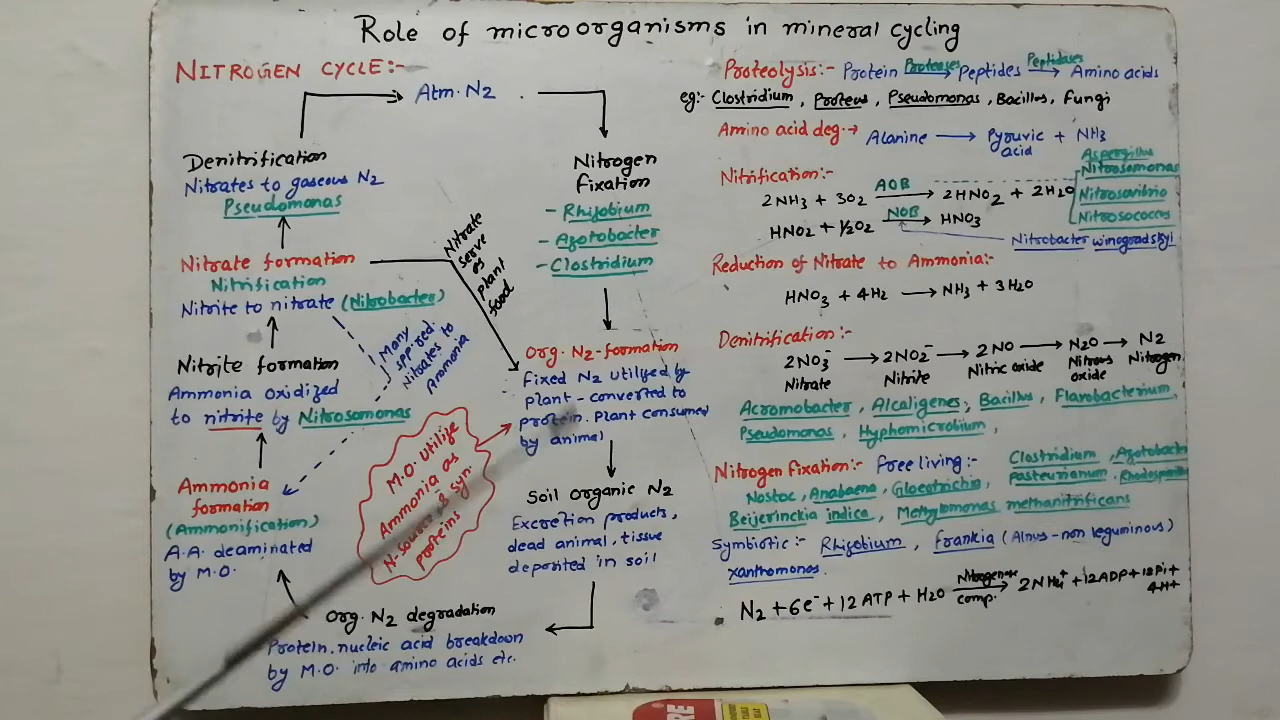 Role of microorganisms in mineral cycling
NITROGEN CYCLE:-
Atm. N2
Denitrification
Nitrates to gaseous N2
Pseudomonas
Nitrate formation
Nitrification
Nitrite to nitrate (Nitrobacter)
Nitrite formation
Ammonia oxidized
to nitrite by Nitrosomonas
Ammonia
formation
(Ammonification)
A.A. deaminated
by M.O.
Nitrate
serve
as
plant
food
Many
spp. red.
Nitrates to
Ammonia
M.O. Utilize
Ammonia as
N. source & syn.
proteins
Nitrogen
fixation
- Rhizobium
- Azotobacter
- Clostridium
Org. N2-formation
Fixed N2 utilized by
plant - converted to
protein. Plant consumed
by animal
Soil organic N2
Excretion products,
dead animal, tissue
deposited in soil
Org. N2 degradation
Protein, nucleic acid breakdown
by M.O. into amino acids etc.
Proteolysis:- Protein Proteases → Peptides Peptidases → Amino acids
eg:- Clostridium, Proteus, Pseudomonas, Bacillus, Fungi
Amino acid deg. → Alanine → Pyruvic acid + NH3
Nitrification:-
2NH3 + 3O2 AOB → 2HNO2 + 2H2O
Aspergillus
Nitrosomonas
Nitrosovibrio
Nitrosococcus
HNO2 + 1/2O2 NOB → HNO3
Nitrobacter winogradskyi
Reduction of Nitrate to Ammonia:-
HNO3 + 4H2 → NH3 + 3H2O
Denitrification:-
2NO3⁻ → 2NO2⁻ → 2NO → N2O → N2
Nitrate Nitrite Nitric oxide Nitrous oxide Nitrogen
Acromobacter, Alcaligenes, Bacillus, Flavobacterium,
Pseudomonas, Hyphomicrobium,
Nitrogen Fixation:- Free living:- Clostridium pasteurianum, Azotobacter
Nostoc, Anabaena, Gloeotrichia,
Beijerinckia indica, Methylomonas methanitrificans
Symbiotic:- Rhizobium, Frankia (Alnus-non leguminous)
Xanthomonas.
N2 + 6e⁻ + 12 ATP + H2O Nitrogenase comp. → 2NH4⁺ + 12ADP + 12Pi + 4H+